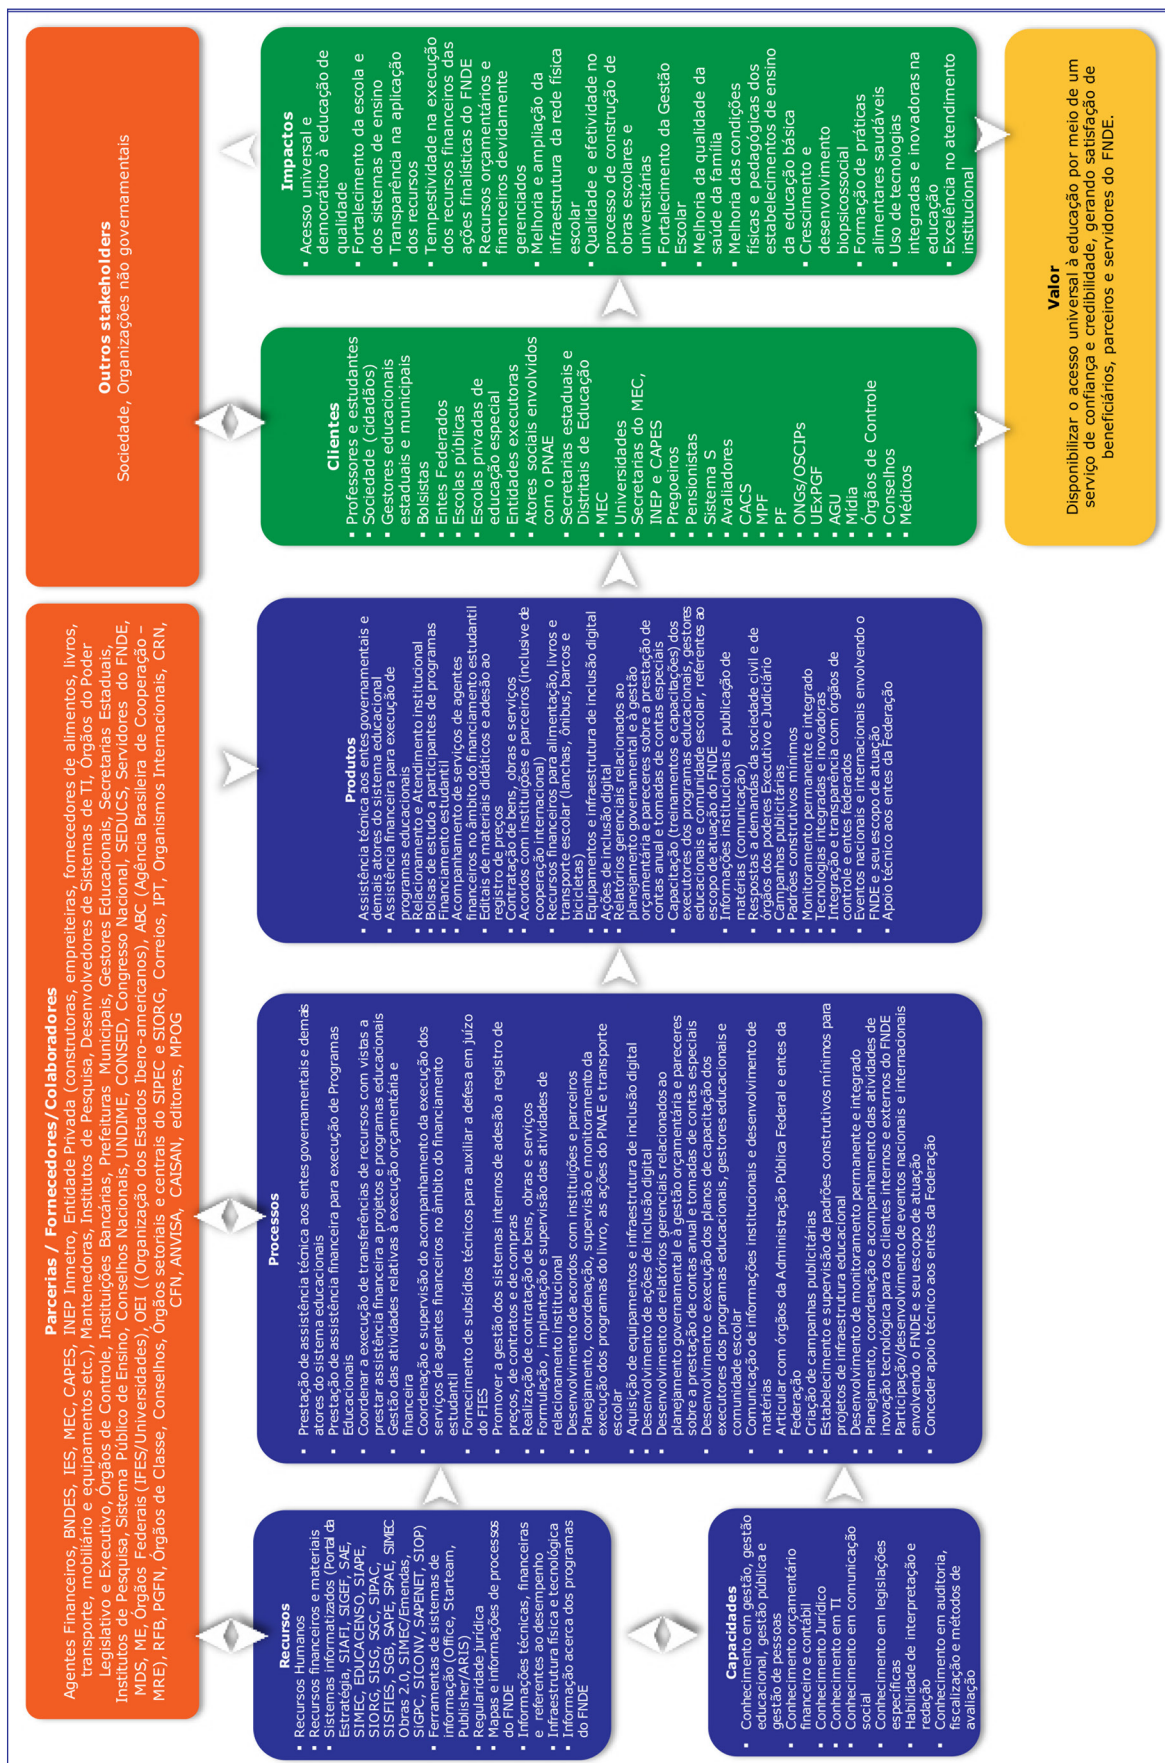 Parcerias / Fornecedores/Colaboradores
Agentes Financeiros, BNDES, IES, MEC, CAPES, INEP Inmetro, Entidade Privada (construtoras, empreiteiras, fornecedores de alimentos, livros,
transporte, mobiliário e equipamentos etc.), Mantenedoras, Institutos de Pesquisa, Desenvolvedores de Sistemas de TI, Órgãos do Poder
Legislativo e Executivo, Órgãos de Controle, Instituições Bancárias, Prefeituras Municipais, Gestores Educacionais, Secretarias Estaduais,
Institutos de Pesquisa, Sistema Público de Ensino, Conselhos Nacionais, UNDIME, CONSED, Congresso Nacional, SEDUCS, Servidores do FNDE,
MDS, ME, Órgãos Federais (IFES/Universidades), OEI ((Organização dos Estados Ibero-americanos), ABC (Agência Brasileira de Cooperação –
MRE), RFB, PGFN, Órgãos de Classe, Conselhos, Órgãos setoriais e centrais do SIPEC e SIORG, Correios, IPT, Organismos Internacionais, CRN,
CFN, ANVISA, CAISAN, editores, MPOG
Outros stakeholders
Sociedade, Organizações não governamentais
Recursos
▪ Recursos Humanos
▪ Recursos financeiros e materiais
▪ Sistemas informatizados (Portal da
Estratégia, SIAFI, SIGEF, SAE,
SIMEC, EDUCACENSO, SIAPE,
SIORG, SISG, SGC, SIPAC,
SISFIES, SGB, SAPE, SPAE, SIMEC
Obras 2.0, SIMEC/Emendas,
SiGPC, SICONV, SAPENET, SIOP)
▪ Ferramentas de sistemas de
informação (Office, Starteam,
Publisher/ARIS)
▪ Regularidade jurídica
▪ Mapas e informações de processos
do FNDE
▪ Informações técnicas, financeiras
e referentes ao desempenho
▪ Infraestrutura física e tecnológica
▪ Informação acerca dos programas
do FNDE
Capacidades
▪ Conhecimento em gestão, gestão
educacional, gestão pública e
gestão de pessoas
▪ Conhecimento orçamentário
financeiro e contábil
▪ Conhecimento Jurídico
▪ Conhecimento em TI
▪ Conhecimento em comunicação
social
▪ Conhecimento em legislações
específicas
▪ Habilidade de interpretação e
redação
▪ Conhecimento em auditoria,
fiscalização e métodos de
avaliação
Processos
▪ Prestação de assistência técnica aos entes governamentais e demais
atores do sistema educacionais
▪ Prestação de assistência financeira para execução de Programas
Educacionais
▪ Coordenar a execução de transferências de recursos com vistas a
prestar assistência financeira a projetos e programas educacionais
▪ Gestão das atividades relativas à execução orçamentária e
financeira
▪ Coordenação e supervisão do acompanhamento da execução dos
serviços de agentes financeiros no âmbito do financiamento
estudantil
▪ Fornecimento de subsídios técnicos para auxiliar a defesa em juízo
do FIES
▪ Promover a gestão dos sistemas internos de adesão a registro de
preços, de contratos e de compras
▪ Realização de contratação de bens, obras e serviços
▪ Formulação , implantação e supervisão das atividades de
relacionamento institucional
▪ Desenvolvimento de acordos com instituições e parceiros
▪ Planejamento, coordenação, supervisão e monitoramento da
execução dos programas do livro, as ações do PNAE e transporte
escolar
▪ Aquisição de equipamentos e infraestrutura de inclusão digital
▪ Desenvolvimento de ações de inclusão digital
▪ Desenvolvimento de relatórios gerenciais relacionados ao
planejamento governamental e à gestão orçamentária e pareceres
sobre a prestação de contas anual e tomadas de contas especiais
▪ Desenvolvimento e execução dos planos de capacitação dos
executores dos programas educacionais, gestores educacionais e
comunidade escolar
▪ Comunicação de informações institucionais e desenvolvimento de
matérias
▪ Articular com órgãos da Administração Pública Federal e entes da
Federação
▪ Criação de campanhas publicitárias
▪ Estabelecimento e supervisão de padrões construtivos mínimos para
projetos de infraestrutura educacional
▪ Desenvolvimento de monitoramento permanente e integrado
▪ Planejamento, coordenação e acompanhamento das atividades de
inovação tecnológica para os clientes internos e externos do FNDE
▪ Participação/desenvolvimento de eventos nacionais e internacionais
envolvendo o FNDE e seu escopo de atuação
▪ Conceder apoio técnico aos entes da Federação
Produtos
▪ Assistência técnica aos entes governamentais e
demais atores do sistema educacional
▪ Assistência financeira para execução de
programas educacionais
▪ Relacionamento e Atendimento institucional
▪ Bolsas de estudo a participantes de programas
▪ Financiamento estudantil
▪ Acompanhamento de serviços de agentes
financeiros no âmbito do financiamento estudantil
▪ Editais de materiais didáticos e adesão ao
registro de preços
▪ Contratação de bens, obras e serviços
▪ Acordos com instituições e parceiros (inclusive de
cooperação internacional)
▪ Recursos financeiros para alimentação, livros e
transporte escolar (lanchas, ônibus, barcos e
bicicletas)
▪ Equipamentos e infraestrutura de inclusão digital
▪ Ações de inclusão digital
▪ Relatórios gerenciais relacionados ao
planejamento governamental e à gestão
orçamentária e pareceres sobre a prestação de
contas anual e tomadas de contas especiais
▪ Capacitação (treinamentos e capacitações) dos
executores dos programas educacionais, gestores
educacionais e comunidade escolar, referentes ao
escopo de atuação do FNDE
▪ Informações institucionais e publicação de
matérias (comunicação)
▪ Respostas a demandas da sociedade civil e de
órgãos dos poderes Executivo e Judiciário
▪ Campanhas publicitárias
▪ Padrões construtivos mínimos
▪ Monitoramento permanente e integrado
▪ Tecnologias integradas e inovadoras
▪ Integração e transparência com órgãos de
controle e entes federados
▪ Eventos nacionais e internacionais envolvendo o
FNDE e seu escopo de atuação
▪ Apoio técnico aos entes da Federação
Clientes
▪ Professores e estudantes
▪ Sociedade (cidadãos)
▪ Gestores educacionais
estaduais e municipais
▪ Bolsistas
▪ Entes Federados
▪ Escolas públicas
▪ Escolas privadas de
educação especial
▪ Entidades executoras
▪ Atores sociais envolvidos
com o PNAE
▪ Secretarias estaduais e
Distritais de Educação
▪ MEC
▪ Universidades
▪ Secretarias do MEC,
INEP e CAPES
▪ Pregoeiros
▪ Pensionistas
▪ Sistema S
▪ Avaliadores
▪ CACS
▪ MPF
▪ PF
▪ ONGs/OSCIPs
▪ UExPGF
▪ AGU
▪ Mídia
▪ Órgãos de Controle
▪ Conselhos
▪ Médicos
Impactos
▪ Acesso universal e
democrático à educação de
qualidade
▪ Fortalecimento da escola e
dos sistemas de ensino
▪ Transparência na aplicação
dos recursos
▪ Tempestividade na execução
dos recursos financeiros das
ações finalísticas do FNDE
▪ Recursos orçamentários e
financeiros devidamente
gerenciados
▪ Melhoria e ampliação da
infraestrutura da rede física
escolar
▪ Qualidade e efetividade no
processo de construção de
obras escolares e
universitárias
▪ Fortalecimento da Gestão
Escolar
▪ Melhoria da qualidade da
saúde da família
▪ Melhoria das condições
físicas e pedagógicas dos
estabelecimentos de ensino
da educação básica
▪ Crescimento e
desenvolvimento
biopsicossocial
▪ Formação de práticas
alimentares saudáveis
▪ Uso de tecnologias
integradas e inovadoras na
educação
▪ Excelência no atendimento
institucional
Valor
Disponibilizar o acesso universal à educação por meio de um
serviço de confiança e credibilidade, gerando satisfação de
beneficiários, parceiros e servidores do FNDE.